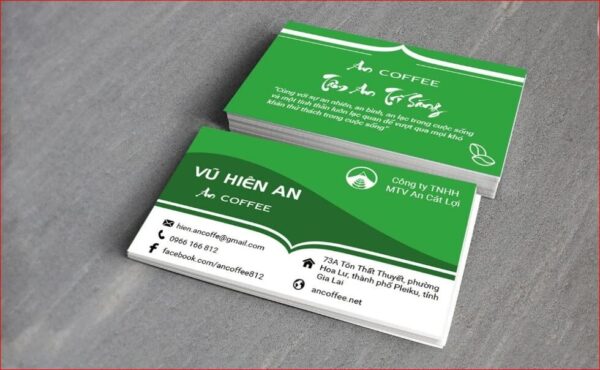 An COFFEE
Tâm An Trí Sáng
"Cùng với sự an nhiên, an bình, an lạc trong cuộc sống
và một tinh thần luôn lạc quan để vượt qua mọi khó
khăn thử thách trong cuộc sống"
VŨ HIÊN AN
An COFFEE
Công ty TNHH
MTV An Cát Lợi
hien.ancoffe@gmail.com
0966 166 812
facebook.com/ancoffee812
73A Tôn Thất Thuyết, phường
Hoa Lư, thành phố Pleiku, tỉnh
Gia Lai
ancoffee.net